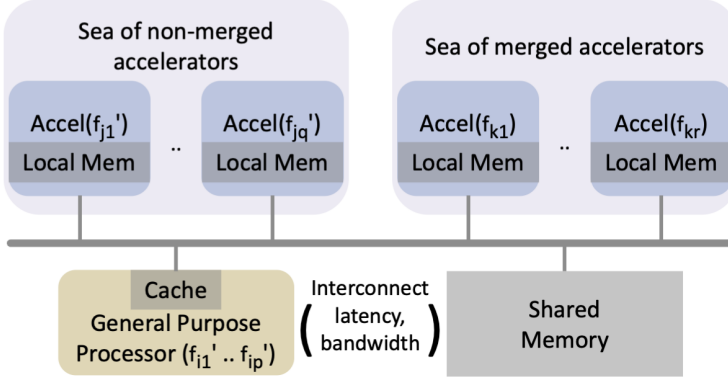 Sea of non-merged
accelerators
Sea of merged accelerators
Accel(fj1')
Local Mem
..
Accel(fjq')
Local Mem
Accel(fk1)
Local Mem
..
Accel(fkr)
Local Mem
Cache
General Purpose
Processor (fi1' .. fip')
(Interconnect
latency,
bandwidth)
Shared
Memory